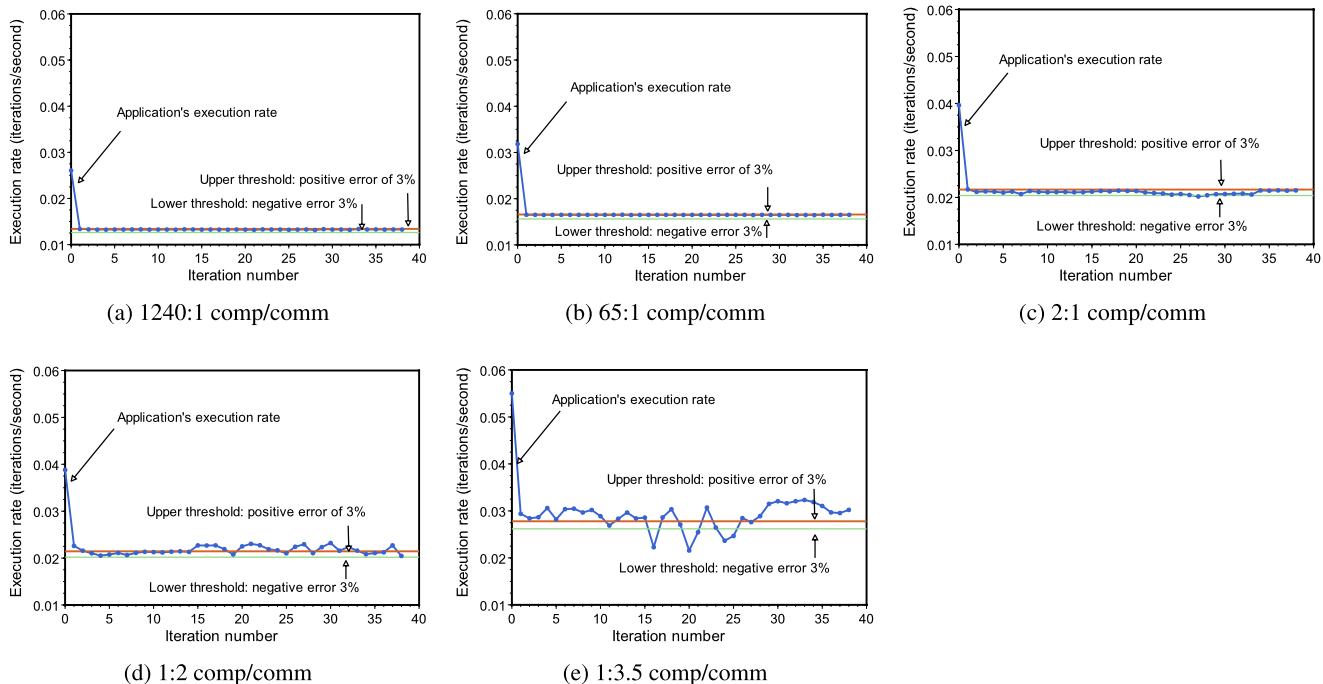 Execution rate (iterations/second)
0.06
0.05
0.04
0.03
0.02
0.01
Application's execution rate
Upper threshold: positive error of 3%
Lower threshold: negative error 3%
0 5 10 15 20 25 30 35 40
Iteration number
(a) 1240:1 comp/comm
Execution rate (iterations/second)
0.06
0.05
0.04
0.03
0.02
0.01
Application's execution rate
Upper threshold: positive error of 3%
Lower threshold: negative error 3%
0 5 10 15 20 25 30 35 40
Iteration number
(b) 65:1 comp/comm
Execution rate (iterations/second)
0.06
0.05
0.04
0.03
0.02
0.01
Application's execution rate
Upper threshold: positive error of 3%
Lower threshold: negative error 3%
0 5 10 15 20 25 30 35 40
Iteration number
(c) 2:1 comp/comm
Execution rate (iterations/second)
0.06
0.05
0.04
0.03
0.02
0.01
Application's execution rate
Upper threshold: positive error of 3%
Lower threshold: negative error 3%
0 5 10 15 20 25 30 35 40
Iteration number
(d) 1:2 comp/comm
Execution rate (iterations/second)
0.06
0.05
0.04
0.03
0.02
0.01
Application's execution rate
Upper threshold: positive error of 3%
Lower threshold: negative error 3%
0 5 10 15 20 25 30 35 40
Iteration number
(e) 1:3.5 comp/comm